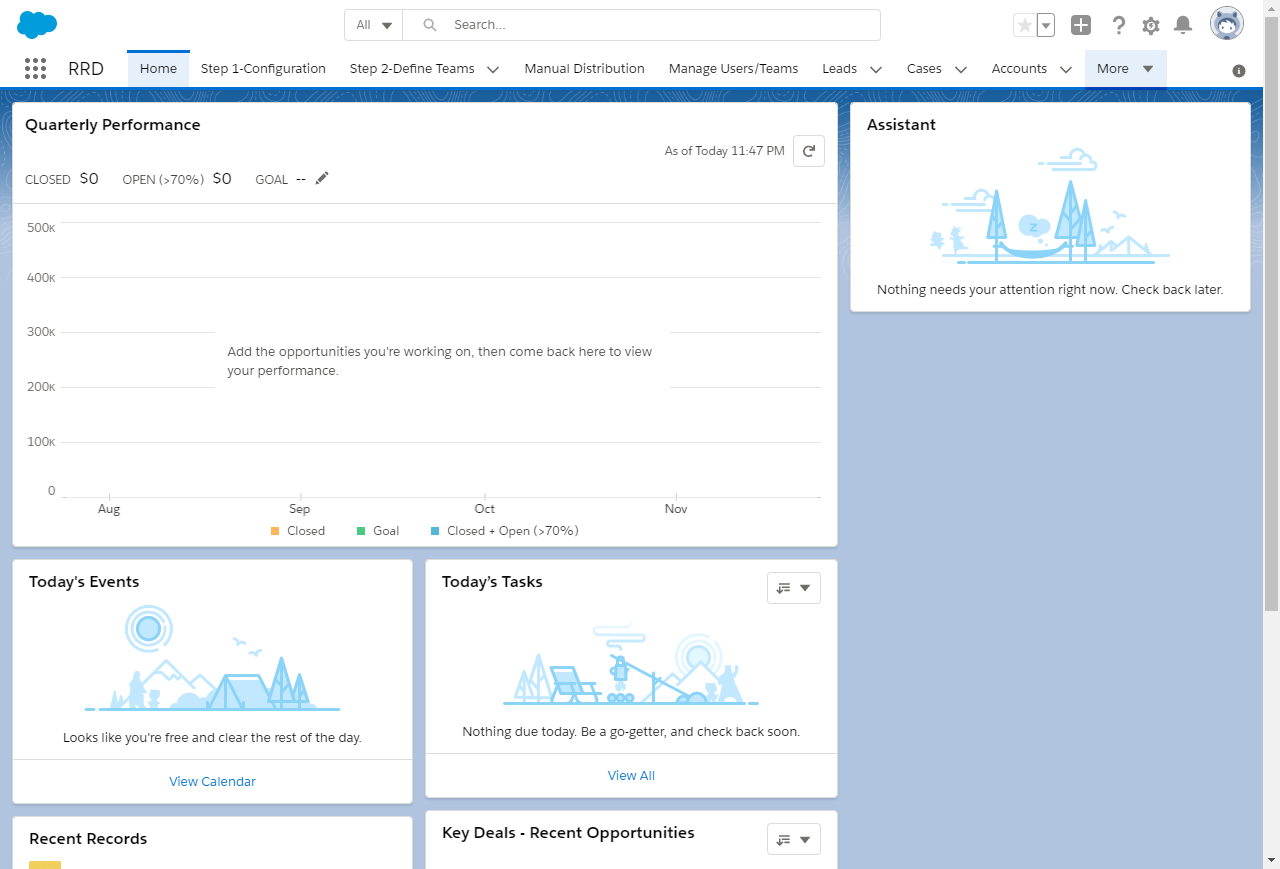 All
Search...
RRD
Home
Step 1-Configuration
Step 2-Define Teams
Manual Distribution
Manage Users/Teams
Leads
Cases
Accounts
More
Quarterly Performance
As of Today 11:47 PM
CLOSED $0 OPEN (>70%) $0 GOAL --
500K
400K
300K
200K
100K
0
Add the opportunities you're working on, then come back here to view
your performance.
Aug Sep Oct Nov
Closed Goal Closed + Open (>70%)
Assistant
z
Nothing needs your attention right now. Check back later.
Today's Events
Looks like you're free and clear the rest of the day.
View Calendar
Today’s Tasks
Nothing due today. Be a go-getter, and check back soon.
View All
Recent Records
Key Deals - Recent Opportunities